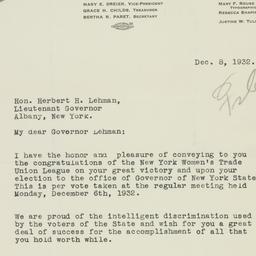 MARY E. DREIER, VICE-PRESIDENT
GRACE H. CHILDS, TREASURER
BERTHA R. PARET, SECRETARY
MARY F. ROUSE
TYPOGRAPHI
REBECCA SHAPIR
JUSTINE W. TULI
Dec. 8, 1932.
Hon. Herbert H. Lehman,
Lieutenant Governor
Albany, New York.
My dear Governor Lehman:
I have the honor and pleasure of conveying to you
the congratulations of the New York Women's Trade
Union League on your great victory and upon your
election to the office of Governor of New York State
This is per vote taken at the regular meeting held
Monday, December 6th, 1932.
We are proud of the intelligent discrimination used
by the voters of the State and wish for you a great
deal of success for the accomplishment of all that
you hold worth while.